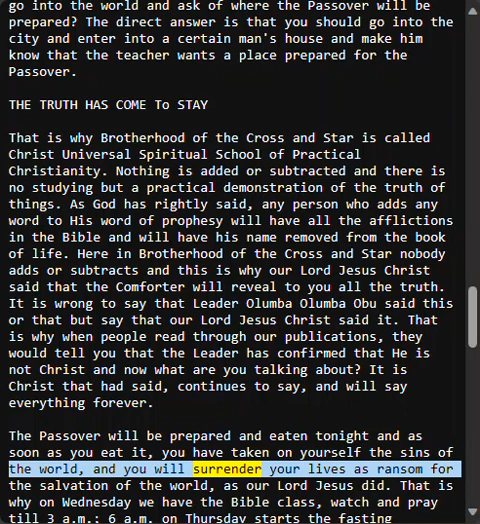 go into the world and ask of where the Passover will be
prepared? The direct answer is that you should go into the
city and enter into a certain man's house and make him
know that the teacher wants a place prepared for the
Passover.
THE TRUTH HAS COME To STAY
That is why Brotherhood of the Cross and Star is called
Christ Universal Spiritual School of Practical
Christianity. Nothing is added or subtracted and there is
no studying but a practical demonstration of the truth of
things. As God has rightly said, any person who adds any
word to His word of prophesy will have all the afflictions
in the Bible and will have his name removed from the book
of life. Here in Brotherhood of the Cross and Star nobody
adds or subtracts and this is why our Lord Jesus Christ
said that the Comforter will reveal to you all the truth.
It is wrong to say that Leader Olumba Olumba Obu said this
or that but say that our Lord Jesus Christ said it. That
is why when people read through our publications, they
would tell you that the Leader has confirmed that He is
not Christ and now what are you talking about? It is
Christ that had said, continues to say, and will say
everything forever.
The Passover will be prepared and eaten tonight and as
soon as you eat it, you have taken on yourself the sins of
the world, and you will surrender your lives as ransom for
the salvation of the world, as our Lord Jesus did. That is
why on Wednesday we have the Bible class, watch and pray
till 3 a.m.; 6 a.m. on Thursday starts the fasting